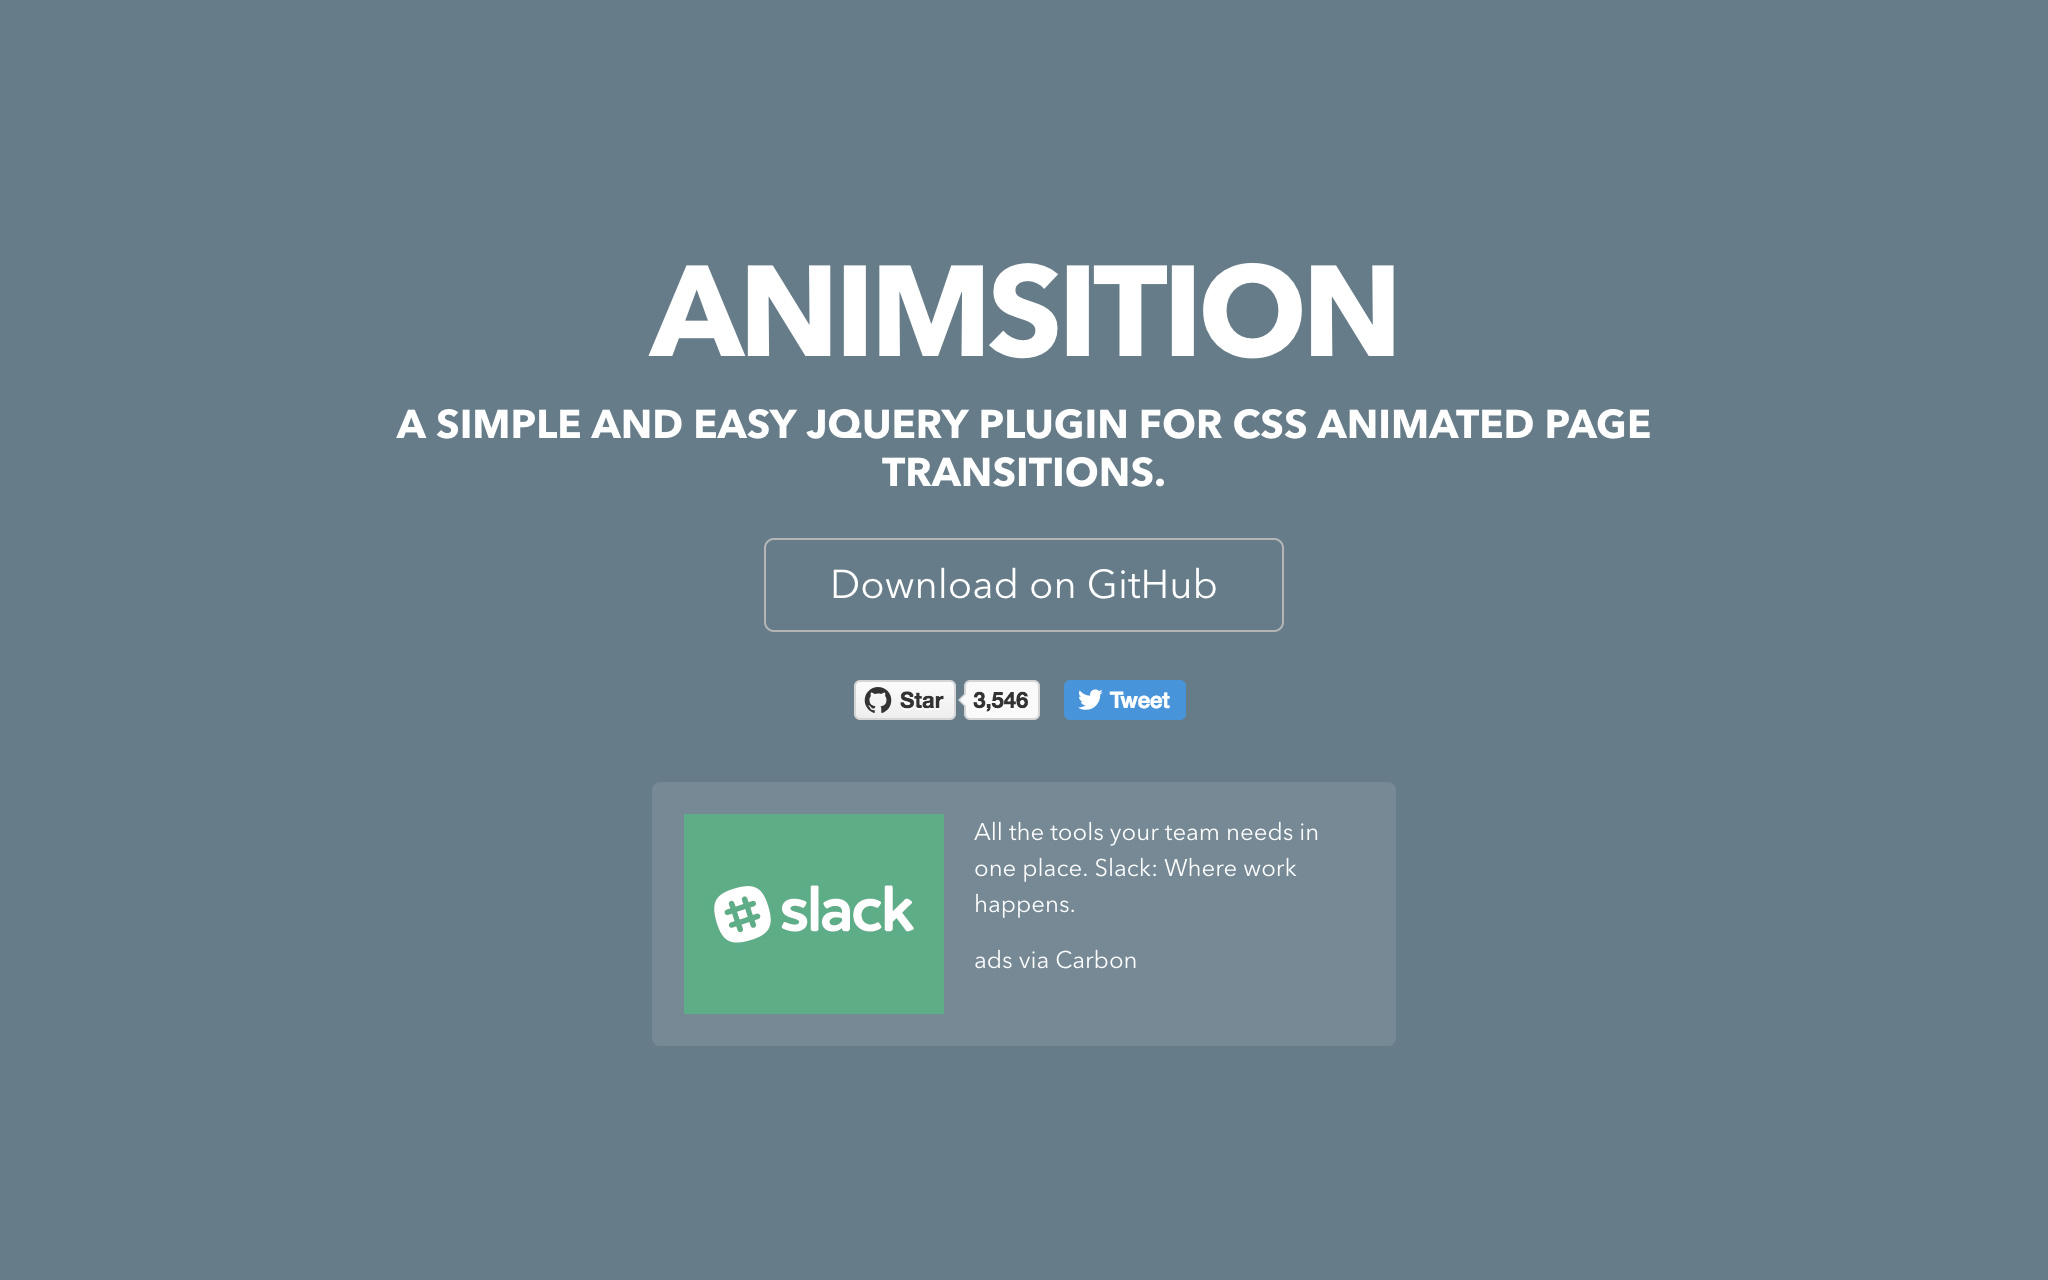 ANIMSITION
A SIMPLE AND EASY JQUERY PLUGIN FOR CSS ANIMATED PAGE
TRANSITIONS.
Download on GitHub
Star 3,546 Tweet
slack
All the tools your team needs in
one place. Slack: Where work
happens.
ads via Carbon